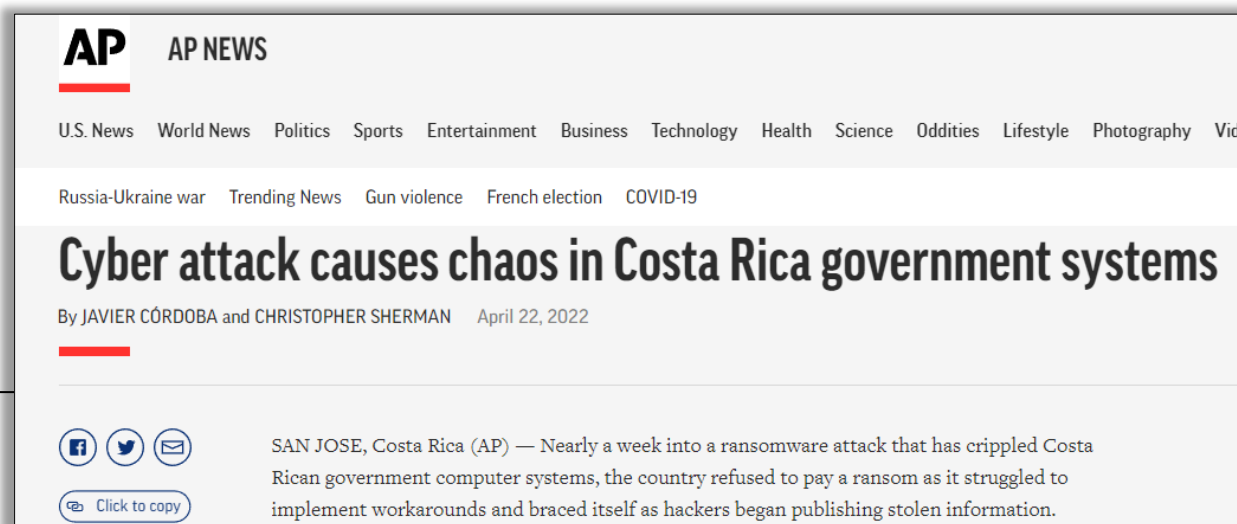 AP AP NEWS
U.S. News World News Politics Sports Entertainment Business Technology Health Science Oddities Lifestyle Photography
Russia-Ukraine war Trending News Gun violence French election COVID-19
Cyber attack causes chaos in Costa Rica government systems
By JAVIER CÓRDOBA and CHRISTOPHER SHERMAN April 22, 2022
SAN JOSE, Costa Rica (AP) — Nearly a week into a ransomware attack that has crippled Costa
Rican government computer systems, the country refused to pay a ransom as it struggled to
Click to copy
implement workarounds and braced itself as hackers began publishing stolen information.